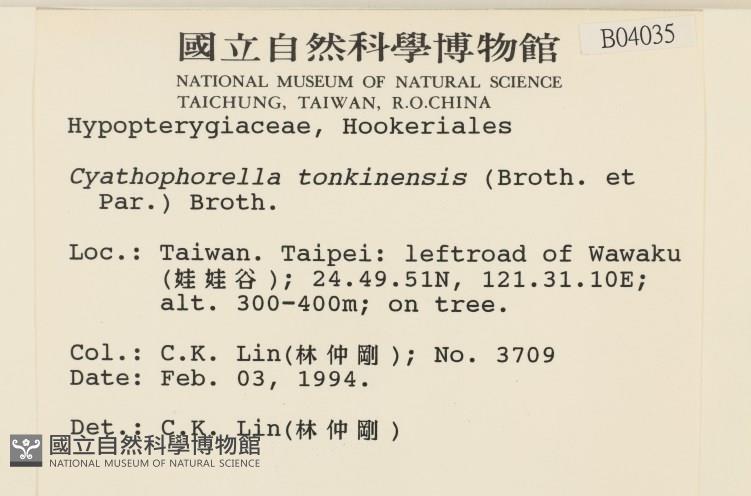 國立自然科學博物館
B04035
NATIONAL MUSEUM OF NATURAL SCIENCE
TAICHUNG, TAIWAN, R.O.CHINA
Hypopterygiaceae, Hookeriales
Cyathophorella tonkinensis (Broth. et
Par.) Broth.
Loc.: Taiwan. Taipei: leftroad of Wawaku
(娃娃谷); 24.49.51N, 121.31.10E;
alt. 300-400m; on tree.
Col.: C.K. Lin(林仲剛); No. 3709
Date: Feb. 03, 1994.
Det.: C.K. Lin(林仲剛)
國立自然科學博物館
NATIONAL MUSEUM OF NATURAL SCIENCE